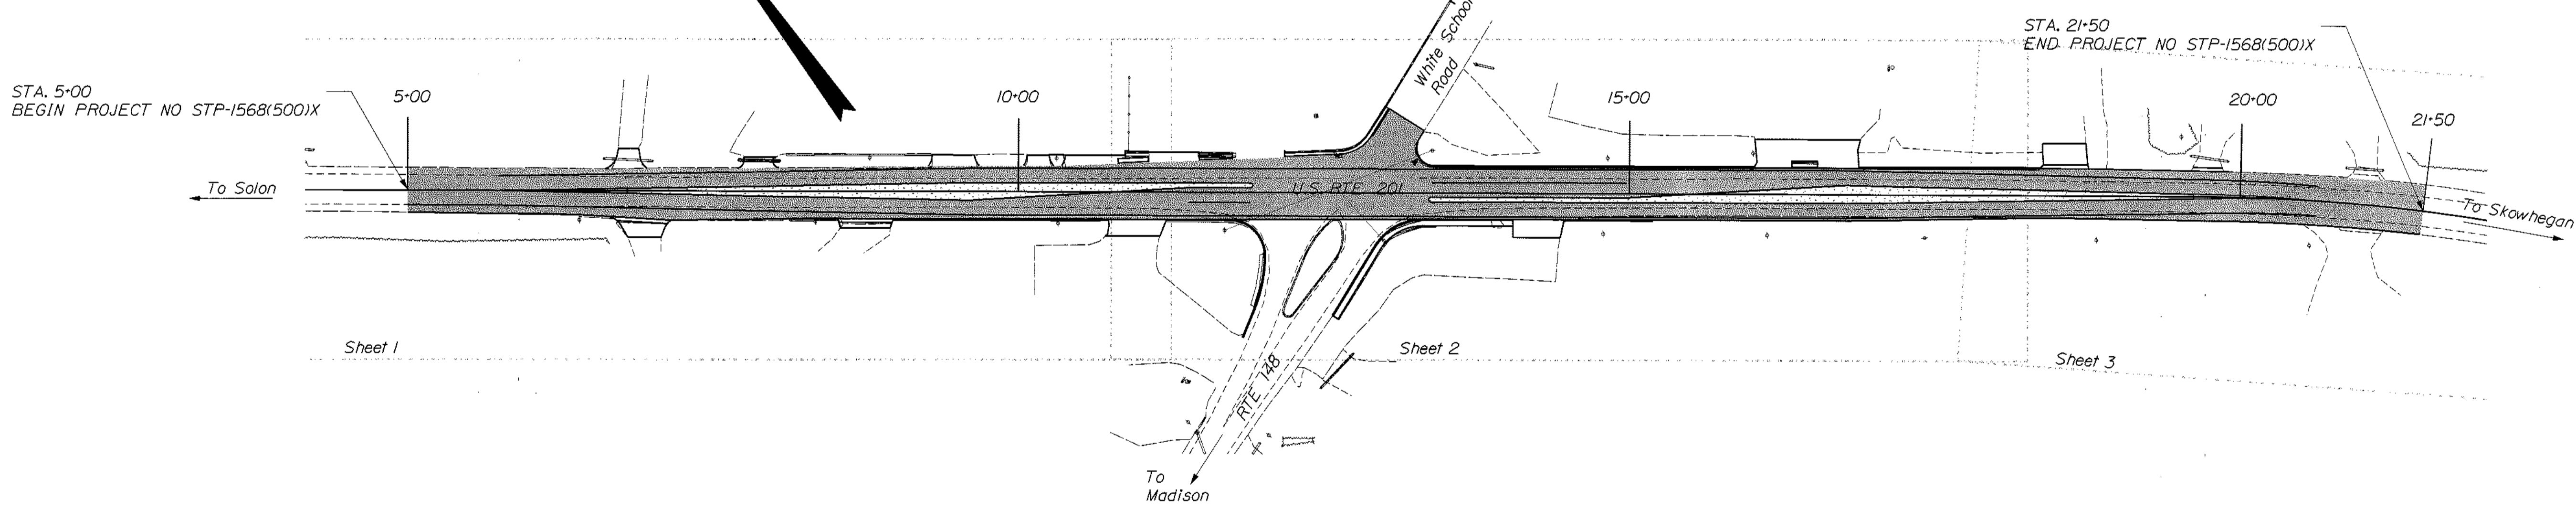 STA. 5+00
BEGIN PROJECT NO STP-1568(500)X
5+00
10+00
White School
Road
15+00
STA. 21+50
END PROJECT NO STP-1568(500)X
20+00
21+50
To Solon
U.S. RTE 201
To Skowhegan
Sheet 1
Sheet 2
Sheet 3
RTE 148
To
Madison